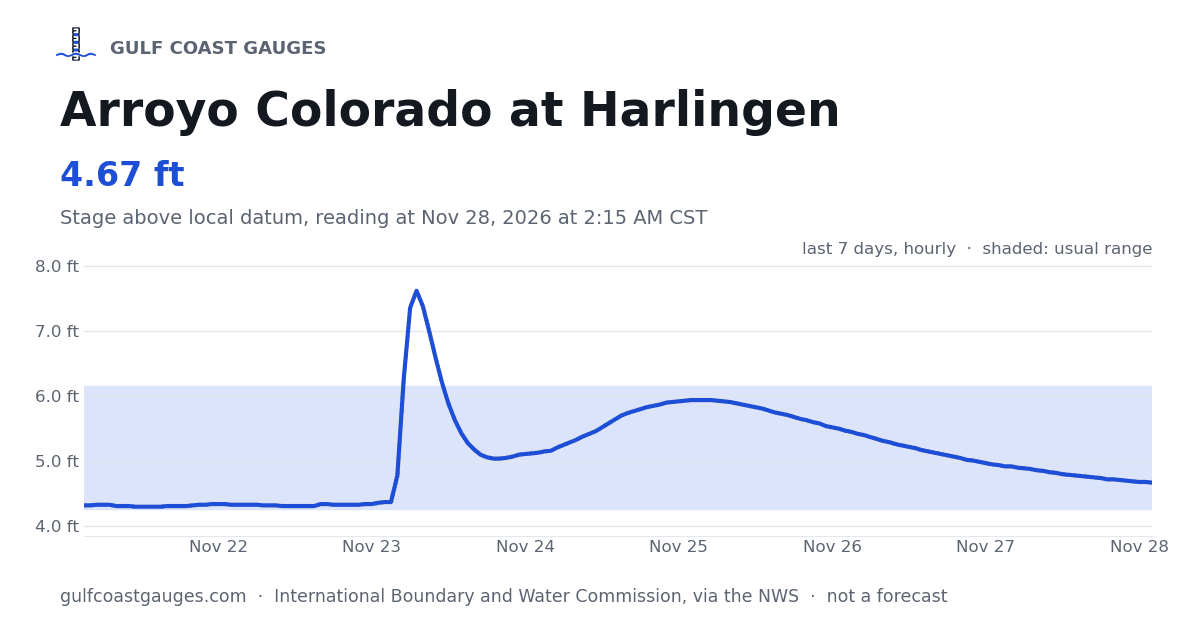 GULF COAST GAUGES
Arroyo Colorado at Harlingen
4.67 ft
Stage above local datum, reading at Nov 28, 2026 at 2:15 AM CST
last 7 days, hourly · shaded: usual range
8.0 ft
7.0 ft
6.0 ft
5.0 ft
4.0 ft
Nov 22 Nov 23 Nov 24 Nov 25 Nov 26 Nov 27 Nov 28
gulfcoastgauges.com · International Boundary and Water Commission, via the NWS · not a forecast